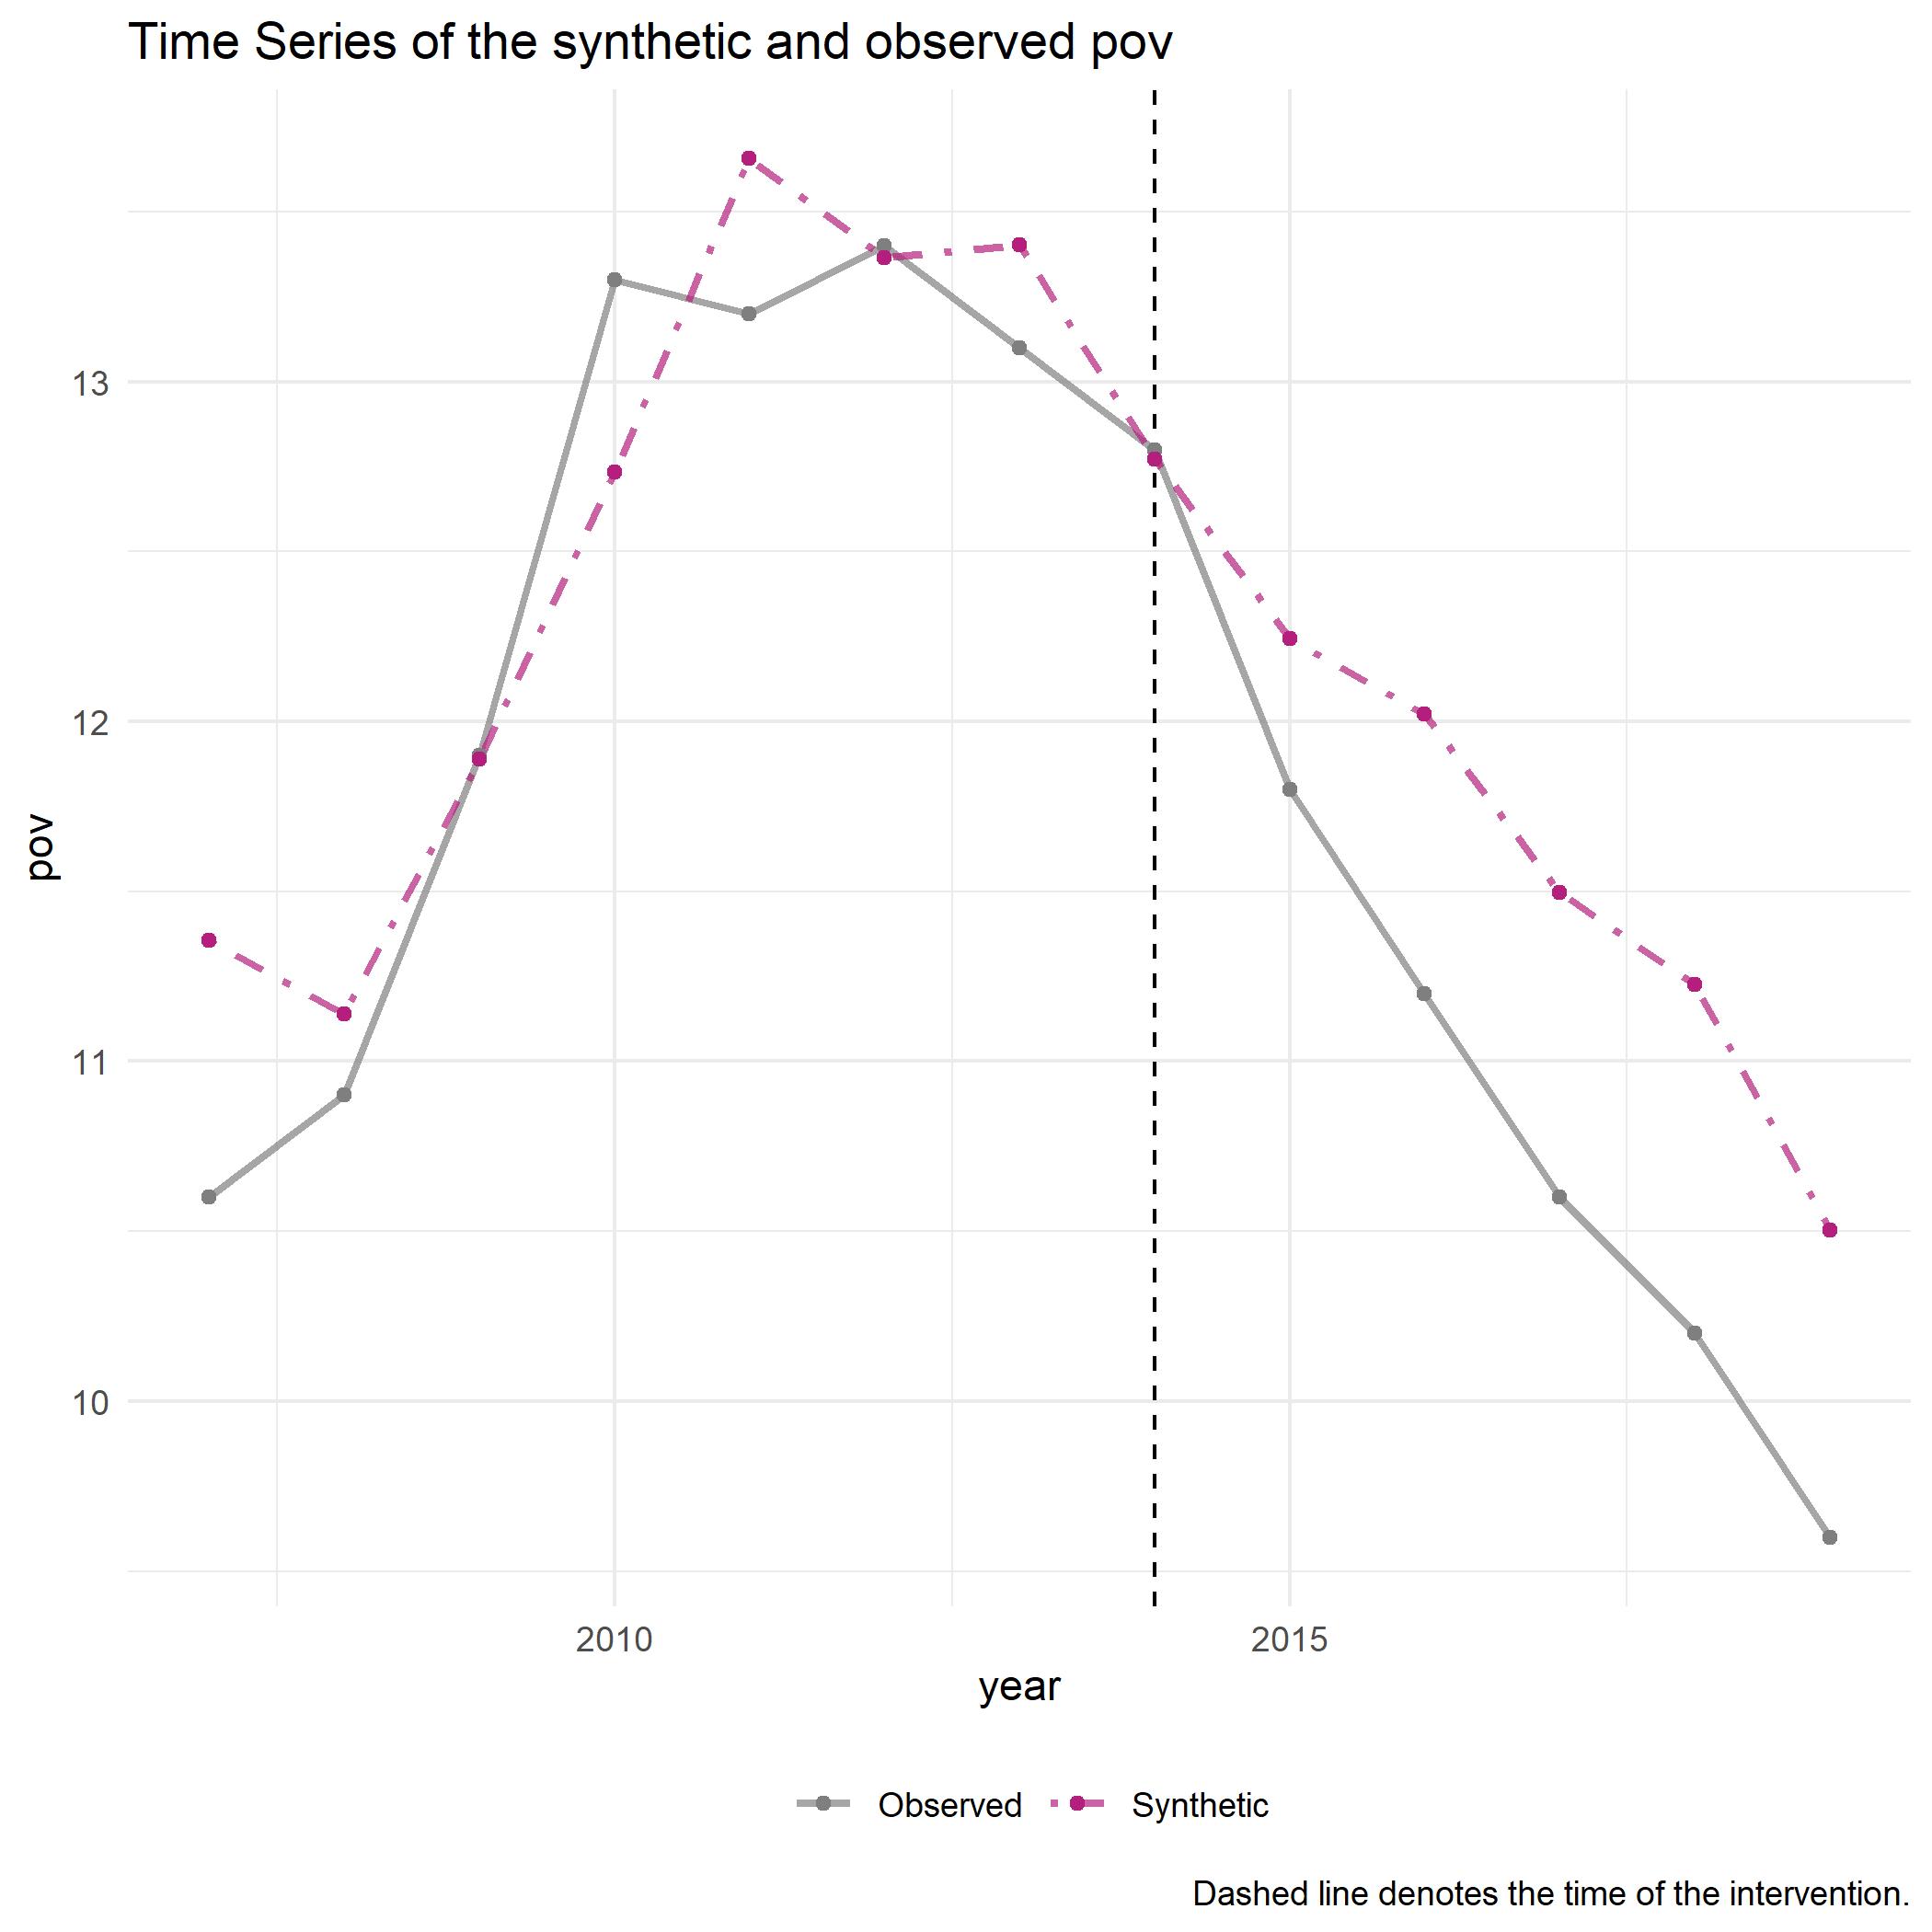 Time Series of the synthetic and observed pov
pov
13
12
11
10
2010 2015
year
Observed Synthetic
Dashed line denotes the time of the intervention.